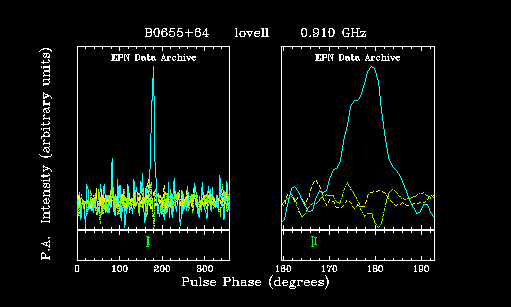 B0655+64 lovell 0.910 GHz
EPN Data Archive EPN Data Archive
P.A. Intensity (arbitrary units)
0 100 200 300 160 170 180 190
Pulse Phase (degrees)